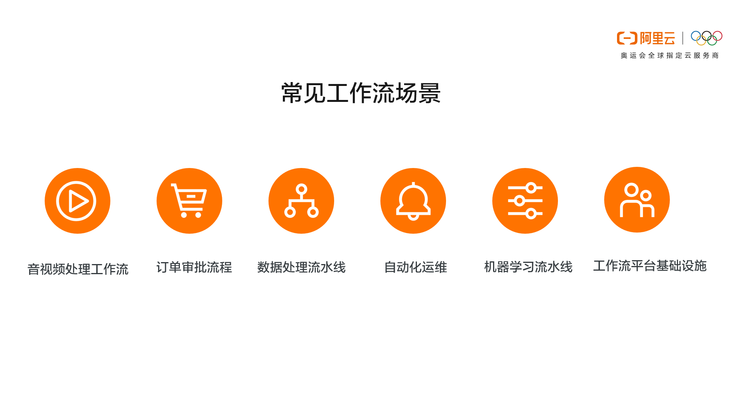 阿里云
奥运会全球指定云服务商
常见工作流场景
音视频处理工作流
订单审批流程
数据处理流水线
自动化运维
机器学习流水线
工作流平台基础设施